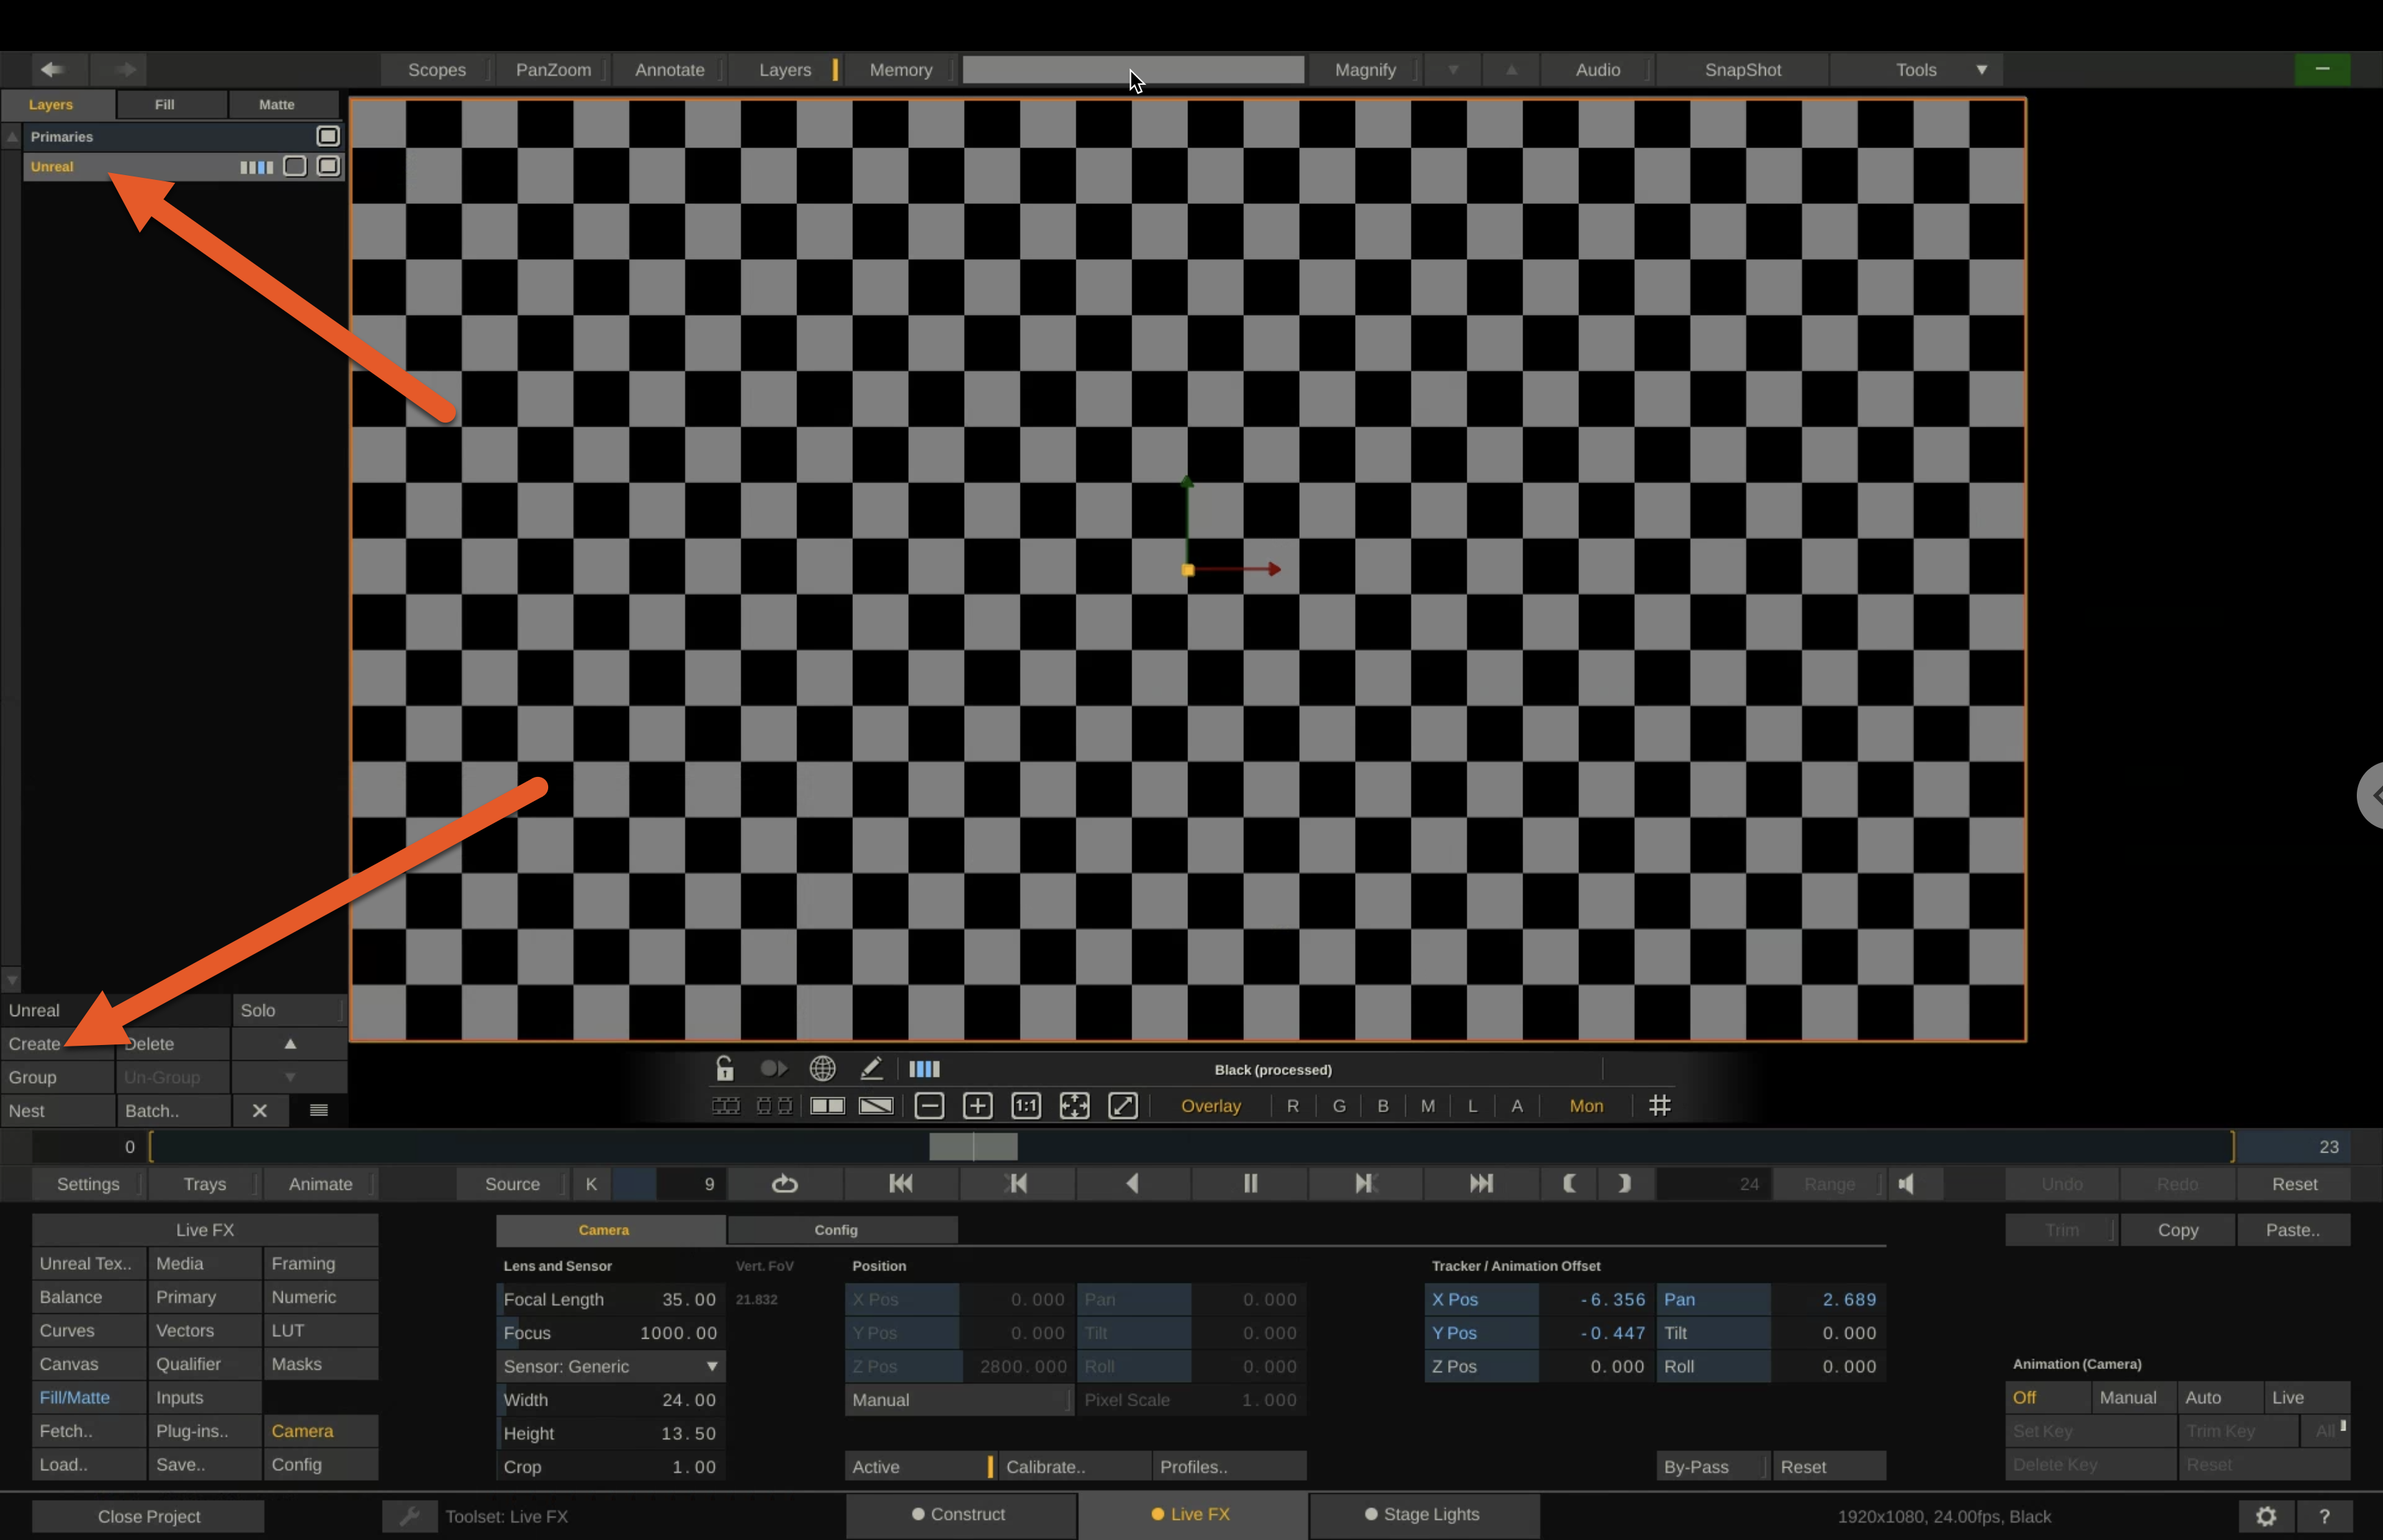 Scopes PanZoom Annotate Layers Memory Magnify Audio SnapShot Tools
Layers Fill Matte
Primaries
Unreal
Unreal Solo
Create Delete
Group Un-Group
Nest Batch..
Black (processed)
1:1 Overlay R G B M L A Mon
0 23
Settings Trays Animate Source K 9 24 Range Undo Redo Reset
Live FX Camera Config Trim Copy Paste..
Unreal Tex.. Media Framing Lens and Sensor Vert. FoV Position Tracker / Animation Offset
Balance Primary Numeric Focal Length 35.00 21.832 X Pos 0.000 Pan 0.000 X Pos -6.356 Pan 2.689
Curves Vectors LUT Focus 1000.00 Y Pos 0.000 Tilt 0.000 Y Pos -0.447 Tilt 0.000
Canvas Qualifier Masks Sensor: Generic Z Pos 2800.000 Roll 0.000 Z Pos 0.000 Roll 0.000 Animation (Camera)
Fill/Matte Inputs Width 24.00 Manual Pixel Scale 1.000 Off Manual Auto Live
Fetch.. Plug-ins.. Camera Height 13.50 Set Key Trim Key All
Load.. Save.. Config Crop 1.00 Active Calibrate.. Profiles.. By-Pass Reset Delete Key Reset
Close Project Toolset: Live FX Construct Live FX Stage Lights 1920x1080, 24.00fps, Black ?